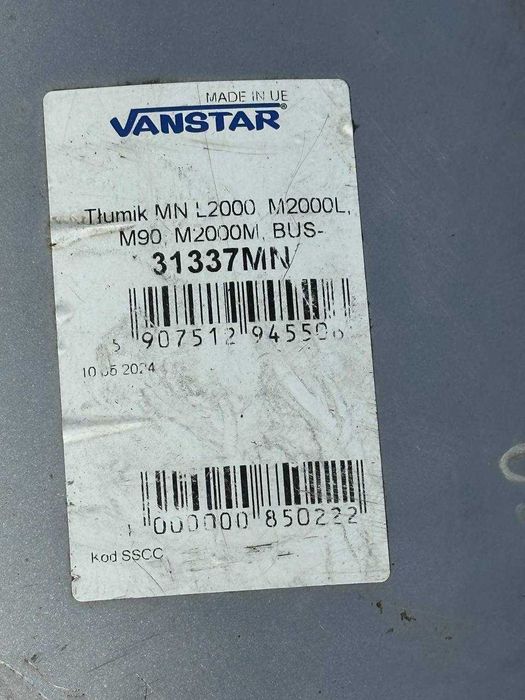 MADE IN UE
VANSTAR®
Tłumik MN L2000, M2000L,
M90, M2000M, BUS-
31337MN
5 907512 945506
10 05 2024
000000 850222
Kod SSCC